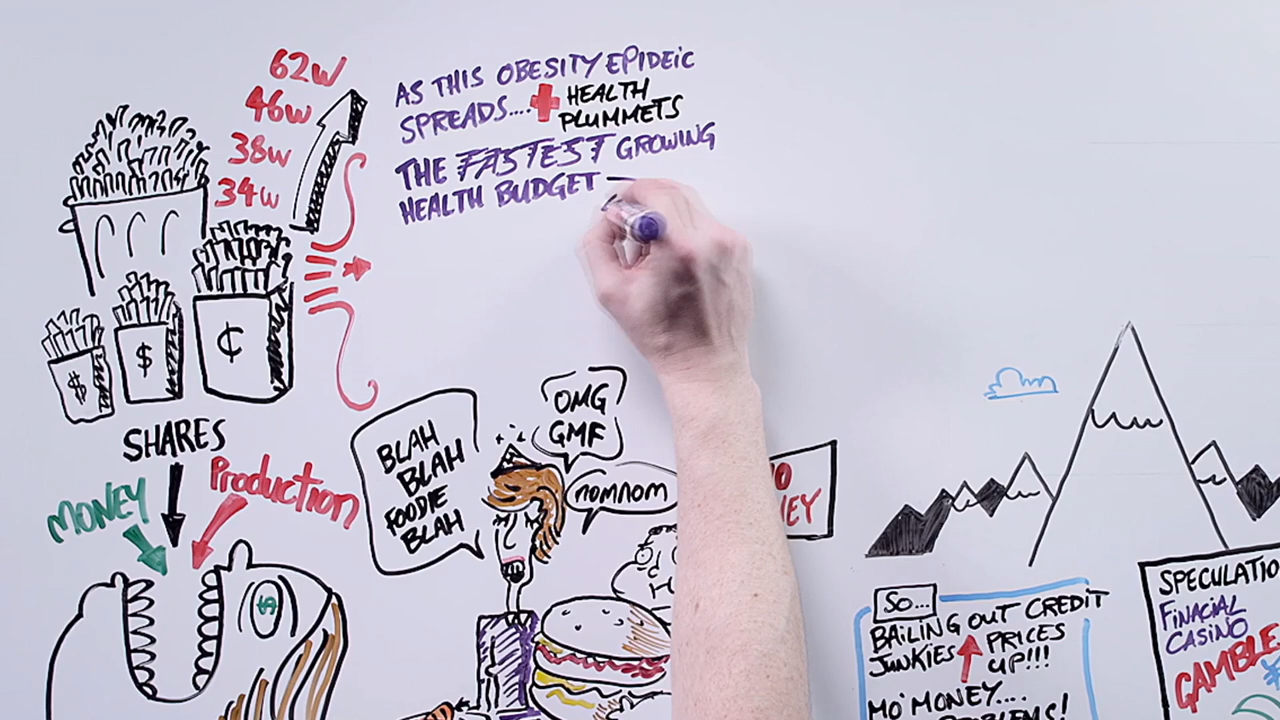 62W
46W
38W
34W
AS THIS OBESITY EPIDEIC
SPREADS.... + HEALTH
PLUMMETS
THE FASTEST GROWING
HEALTH BUDGET —
$
$
¢
SHARES
MONEY
Production
$
BLAH
BLAH
FOODIE
BLAH
OMG
GMF
nomnom
SO...
BAILING OUT CREDIT
JUNKIES PRICES
UP!!!
MO' MONEY....
SPECULATIO
FINACIAL
CASINO
GAMBLE